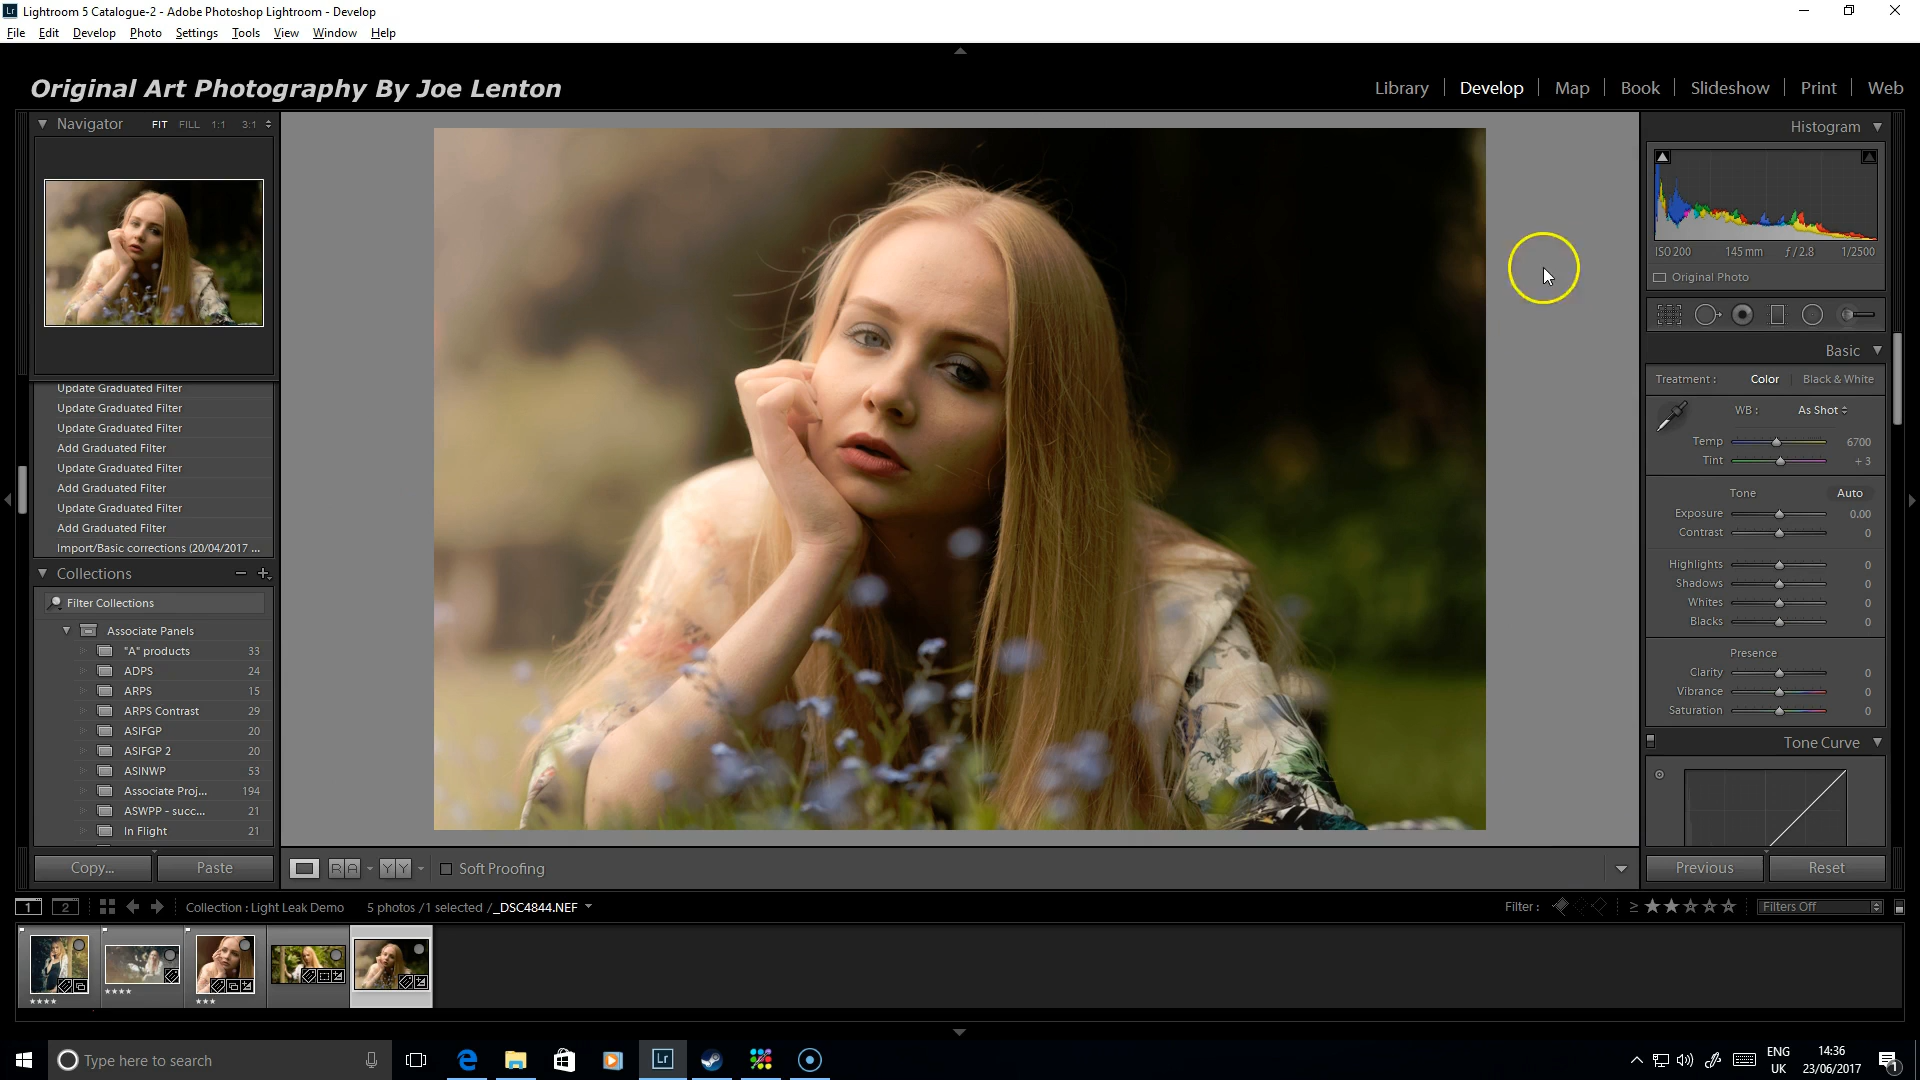 Lr Lightroom 5 Catalogue-2 - Adobe Photoshop Lightroom - Develop
File Edit Develop Photo Settings Tools View Window Help
Original Art Photography By Joe Lenton
Library Develop Map Book Slideshow Print Web
Navigator FIT FILL 1:1 3:1
Histogram
ISO 200 145 mm f / 2.8 1/2500
Original Photo
Basic
Treatment : Color Black & White
WB : As Shot
Temp 6700
Tint + 3
Tone Auto
Exposure 0.00
Contrast 0
Highlights 0
Shadows 0
Whites 0
Blacks 0
Presence
Clarity 0
Vibrance 0
Saturation 0
Tone Curve
Update Graduated Filter
Update Graduated Filter
Update Graduated Filter
Add Graduated Filter
Update Graduated Filter
Add Graduated Filter
Update Graduated Filter
Add Graduated Filter
Import/Basic corrections (20/04/2017 ...
Collections
Filter Collections
Associate Panels
"A" products 33
ADPS 24
ARPS 15
ARPS Contrast 29
ASIFGP 20
ASIFGP 2 20
ASINWP 53
Associate Proj... 194
ASWPP - succ... 21
In Flight 21
Copy... Paste
R A Y Y Soft Proofing
Previous Reset
1 2 Collection : Light Leak Demo 5 photos / 1 selected / _DSC4844.NEF
Filter : ≥ ★★★★★ Filters Off
★★★★ ★★★★ ★★★
Type here to search
Lr
ENG
UK
14:36
23/06/2017
1